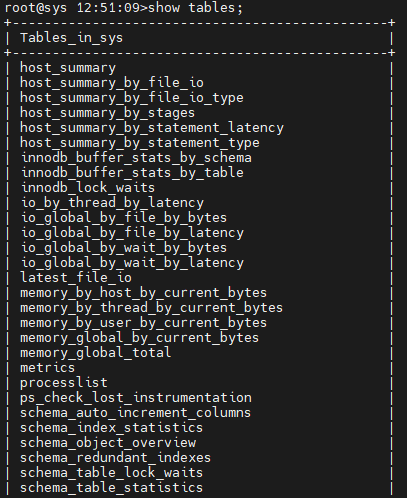 root@sys 12:51:09>show tables;
+-----------------------------------------------+
| Tables_in_sys |
+-----------------------------------------------+
| host_summary |
| host_summary_by_file_io |
| host_summary_by_file_io_type |
| host_summary_by_stages |
| host_summary_by_statement_latency |
| host_summary_by_statement_type |
| innodb_buffer_stats_by_schema |
| innodb_buffer_stats_by_table |
| innodb_lock_waits |
| io_by_thread_by_latency |
| io_global_by_file_by_bytes |
| io_global_by_file_by_latency |
| io_global_by_wait_by_bytes |
| io_global_by_wait_by_latency |
| latest_file_io |
| memory_by_host_by_current_bytes |
| memory_by_thread_by_current_bytes |
| memory_by_user_by_current_bytes |
| memory_global_by_current_bytes |
| memory_global_total |
| metrics |
| processlist |
| ps_check_lost_instrumentation |
| schema_auto_increment_columns |
| schema_index_statistics |
| schema_object_overview |
| schema_redundant_indexes |
| schema_table_lock_waits |
| schema_table_statistics |